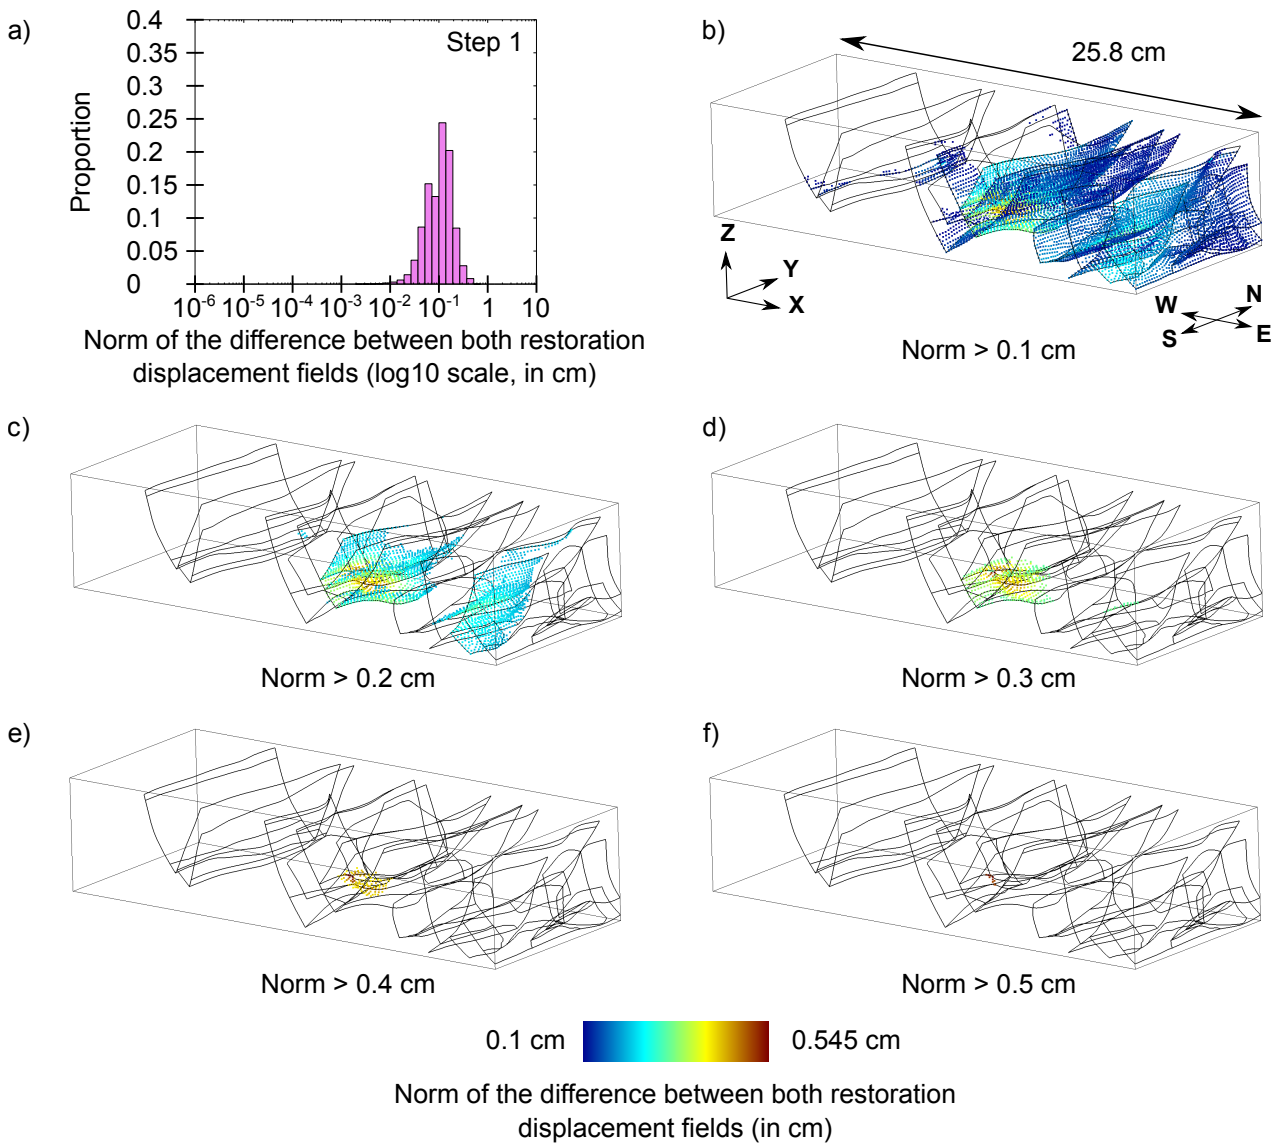 a)
0.4
0.35
0.3
0.25
0.2
0.15
0.1
0.05
0
Proportion
Step 1
10⁻⁶ 10⁻⁵ 10⁻⁴ 10⁻³ 10⁻² 10⁻¹ 1 10
Norm of the difference between both restoration
displacement fields (log10 scale, in cm)
b)
25.8 cm
Z
Y
X
W N
S E
Norm > 0.1 cm
c)
Norm > 0.2 cm
d)
Norm > 0.3 cm
e)
Norm > 0.4 cm
f)
Norm > 0.5 cm
0.1 cm 0.545 cm
Norm of the difference between both restoration
displacement fields (in cm)